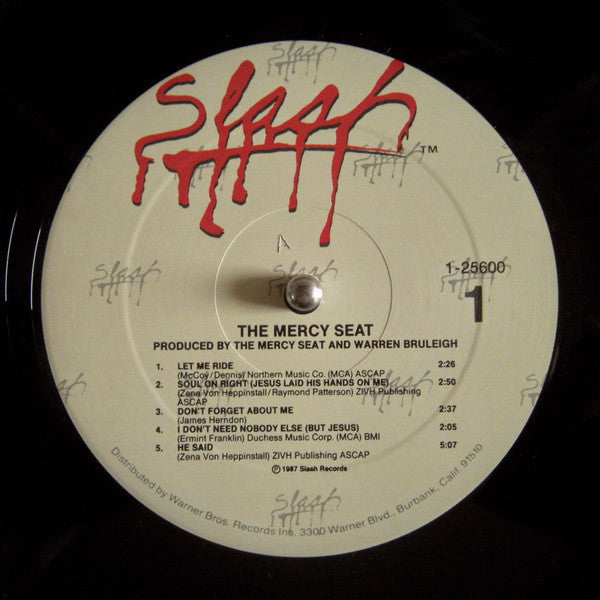 Slash
TM
A
1-25600
1
THE MERCY SEAT
PRODUCED BY THE MERCY SEAT AND WARREN BRULEIGH
1. LET ME RIDE 2:26
(McCoy/Dennis) Northern Music Co. (MCA) ASCAP
2. SOUL ON RIGHT (JESUS LAID HIS HANDS ON ME) 2:50
(Zena Von Heppinstall/Raymond Patterson) ZIVH Publishing
ASCAP
3. DON'T FORGET ABOUT ME 2:37
(James Herndon)
4. I DON'T NEED NOBODY ELSE (BUT JESUS) 2:05
(Ermint Franklin) Duchess Music Corp. (MCA) BMI
5. HE SAID 5:07
(Zena Von Heppinstall) ZIVH Publishing ASCAP
℗ 1987 Slash Records
Slash
Distributed by Warner Bros. Records Inc. 3300 Warner Blvd., Burbank, Calif. 91510